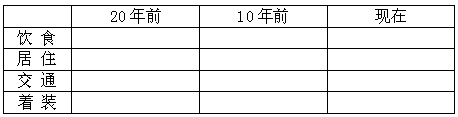 20年前 10年前 现在
饮 食
居 住
交 通
着 装